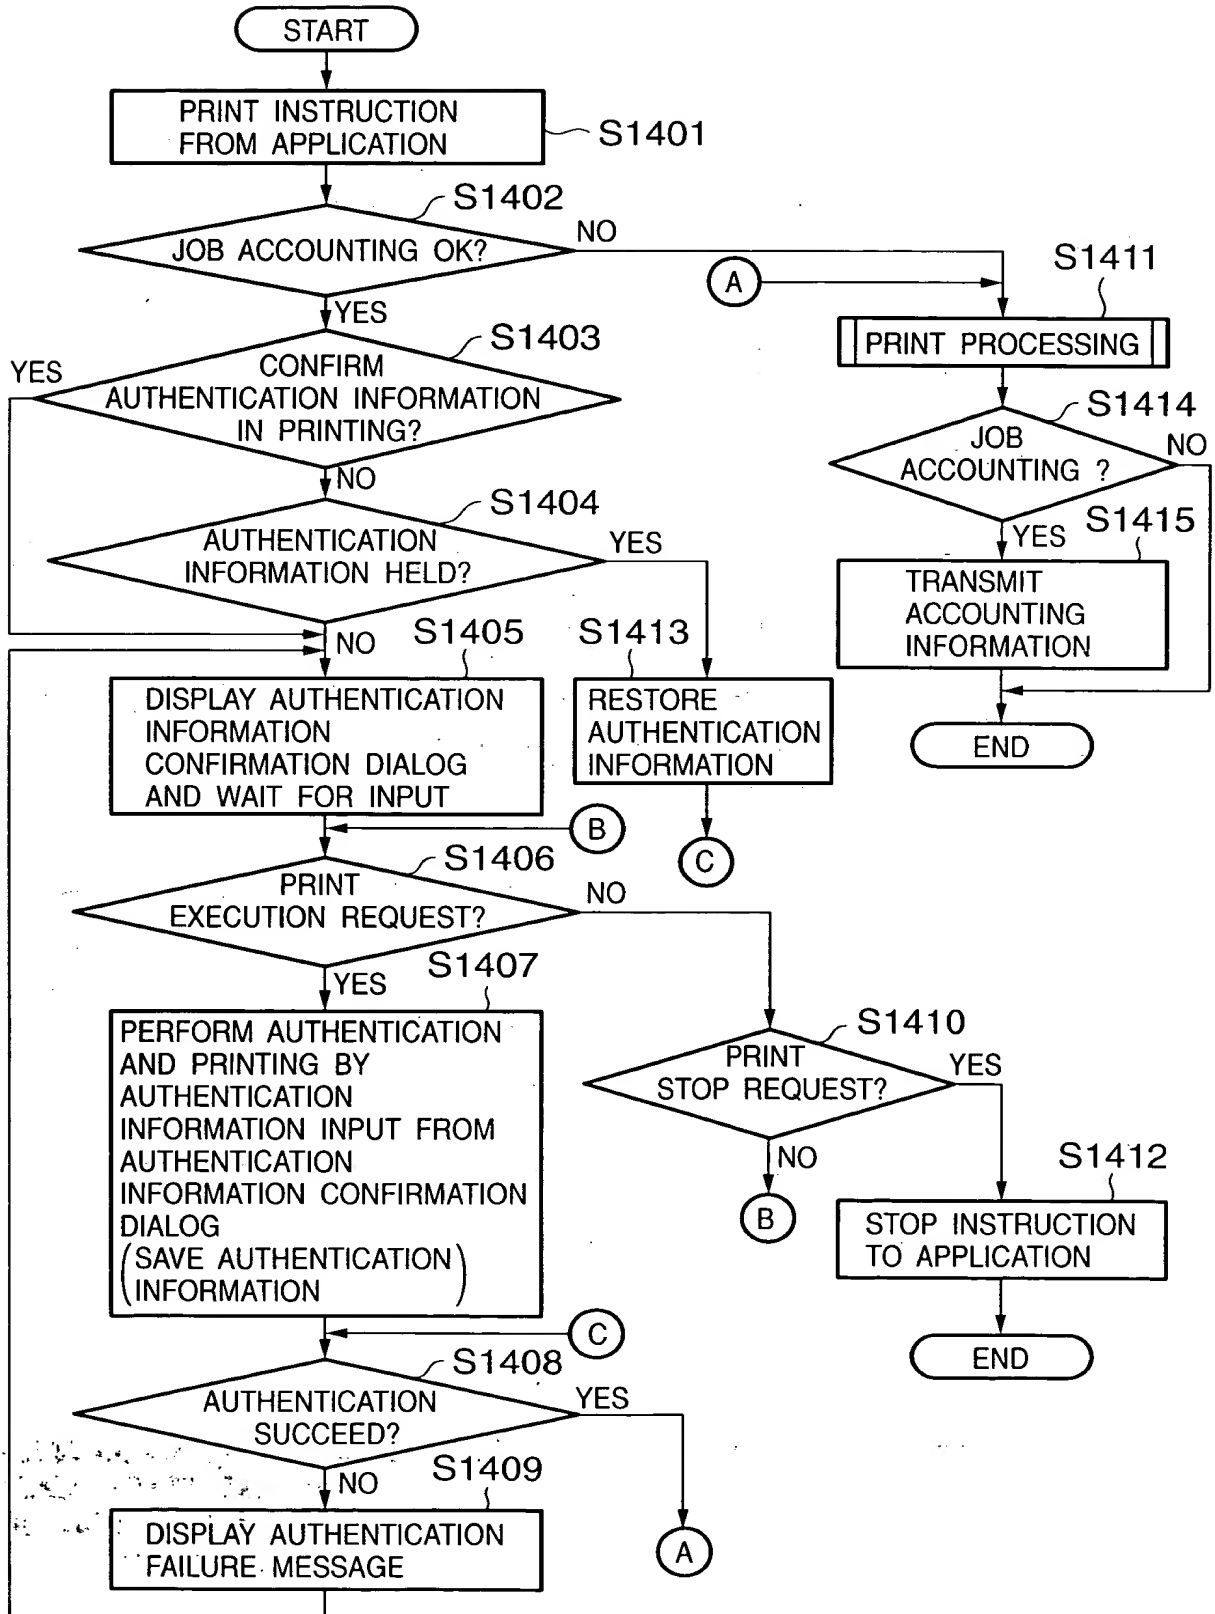 START
PRINT INSTRUCTION
FROM APPLICATION
S1401
S1402
JOB ACCOUNTING OK?
NO
YES
A
S1411
PRINT PROCESSING
S1403
YES
CONFIRM
AUTHENTICATION INFORMATION
IN PRINTING?
NO
S1414
JOB
ACCOUNTING ?
NO
YES
S1404
AUTHENTICATION
INFORMATION HELD?
YES
NO
S1415
TRANSMIT
ACCOUNTING
INFORMATION
END
S1405
DISPLAY AUTHENTICATION
INFORMATION
CONFIRMATION DIALOG
AND WAIT FOR INPUT
S1413
RESTORE
AUTHENTICATION
INFORMATION
B
C
S1406
PRINT
EXECUTION REQUEST?
NO
YES
S1407
PERFORM AUTHENTICATION
AND PRINTING BY
AUTHENTICATION
INFORMATION INPUT FROM
AUTHENTICATION
INFORMATION CONFIRMATION
DIALOG
(SAVE AUTHENTICATION
INFORMATION)
S1410
PRINT
STOP REQUEST?
YES
NO
B
S1412
STOP INSTRUCTION
TO APPLICATION
END
C
S1408
AUTHENTICATION
SUCCEED?
YES
NO
A
S1409
DISPLAY AUTHENTICATION
FAILURE MESSAGE